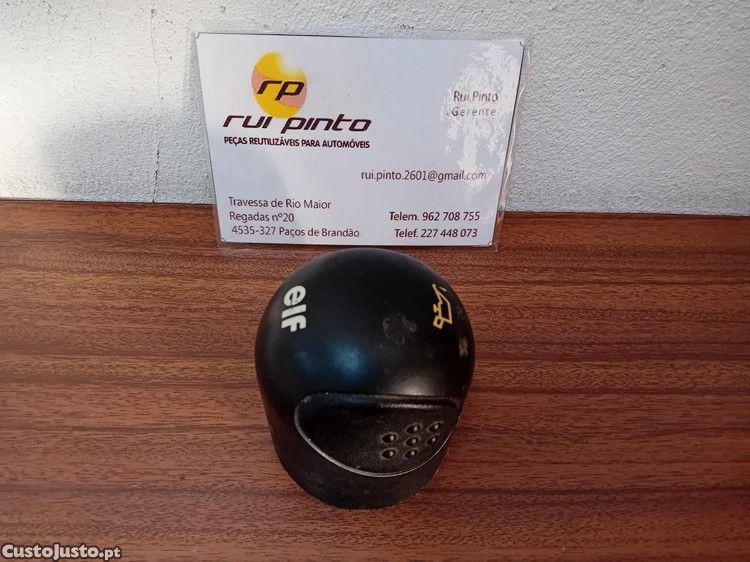 rp
rui pinto
PEÇAS REUTILIZÁVEIS PARA AUTOMÓVEIS
Rui Pinto
.Gerente
rui.pinto.2601@gmail.com
Travessa de Rio Maior
Regadas nº20
4535-327 Paços de Brandão
Telem. 962 708 755
Telef. 227 448 073
elf
CustoJusto.pt